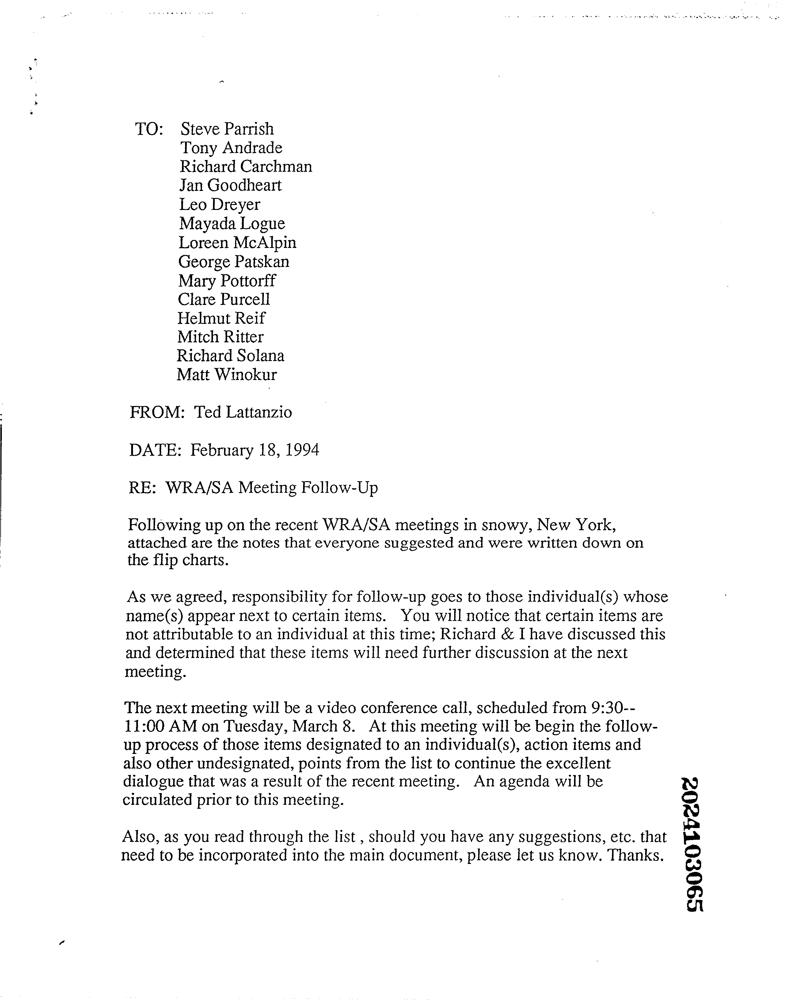 TO: Steve Parrish
Tony Andrade
Richard Carchman
Jan Goodheart
Leo Dreyer
Mayada Logue
Loreen McAlpin
George Patskan
Mary Pottorff
Clare Purcell
Helmut Reif
Mitch Ritter
Richard Solana
Matt Winokur
FROM: Ted Lattanzio
DATE: February 18, 1994
RE: WRA/SA Meeting Follow-Up
Following up on the recent WRA/SA meetings in snowy, New York,
attached are the notes that everyone suggested and were written down on
the flip charts.
As we agreed, responsibility for follow-up goes to those individual(s) whose
name(s) appear next to certain items. You will notice that certain items are
not attributable to an individual at this time; Richard & I have discussed this
and determined that these items will need further discussion at the next
meeting.
The next meeting will be a video conference call, scheduled from 9:30--
11:00 AM on Tuesday, March 8. At this meeting will be begin the follow-
up process of those items designated to an individual(s), action items and
also other undesignated, points from the list to continue the excellent
dialogue that was a result of the recent meeting. An agenda will be
circulated prior to this meeting.
Also, as you read through the list , should you have any suggestions, etc. that
need to be incorporated into the main document, please let us know. Thanks.
2024103065